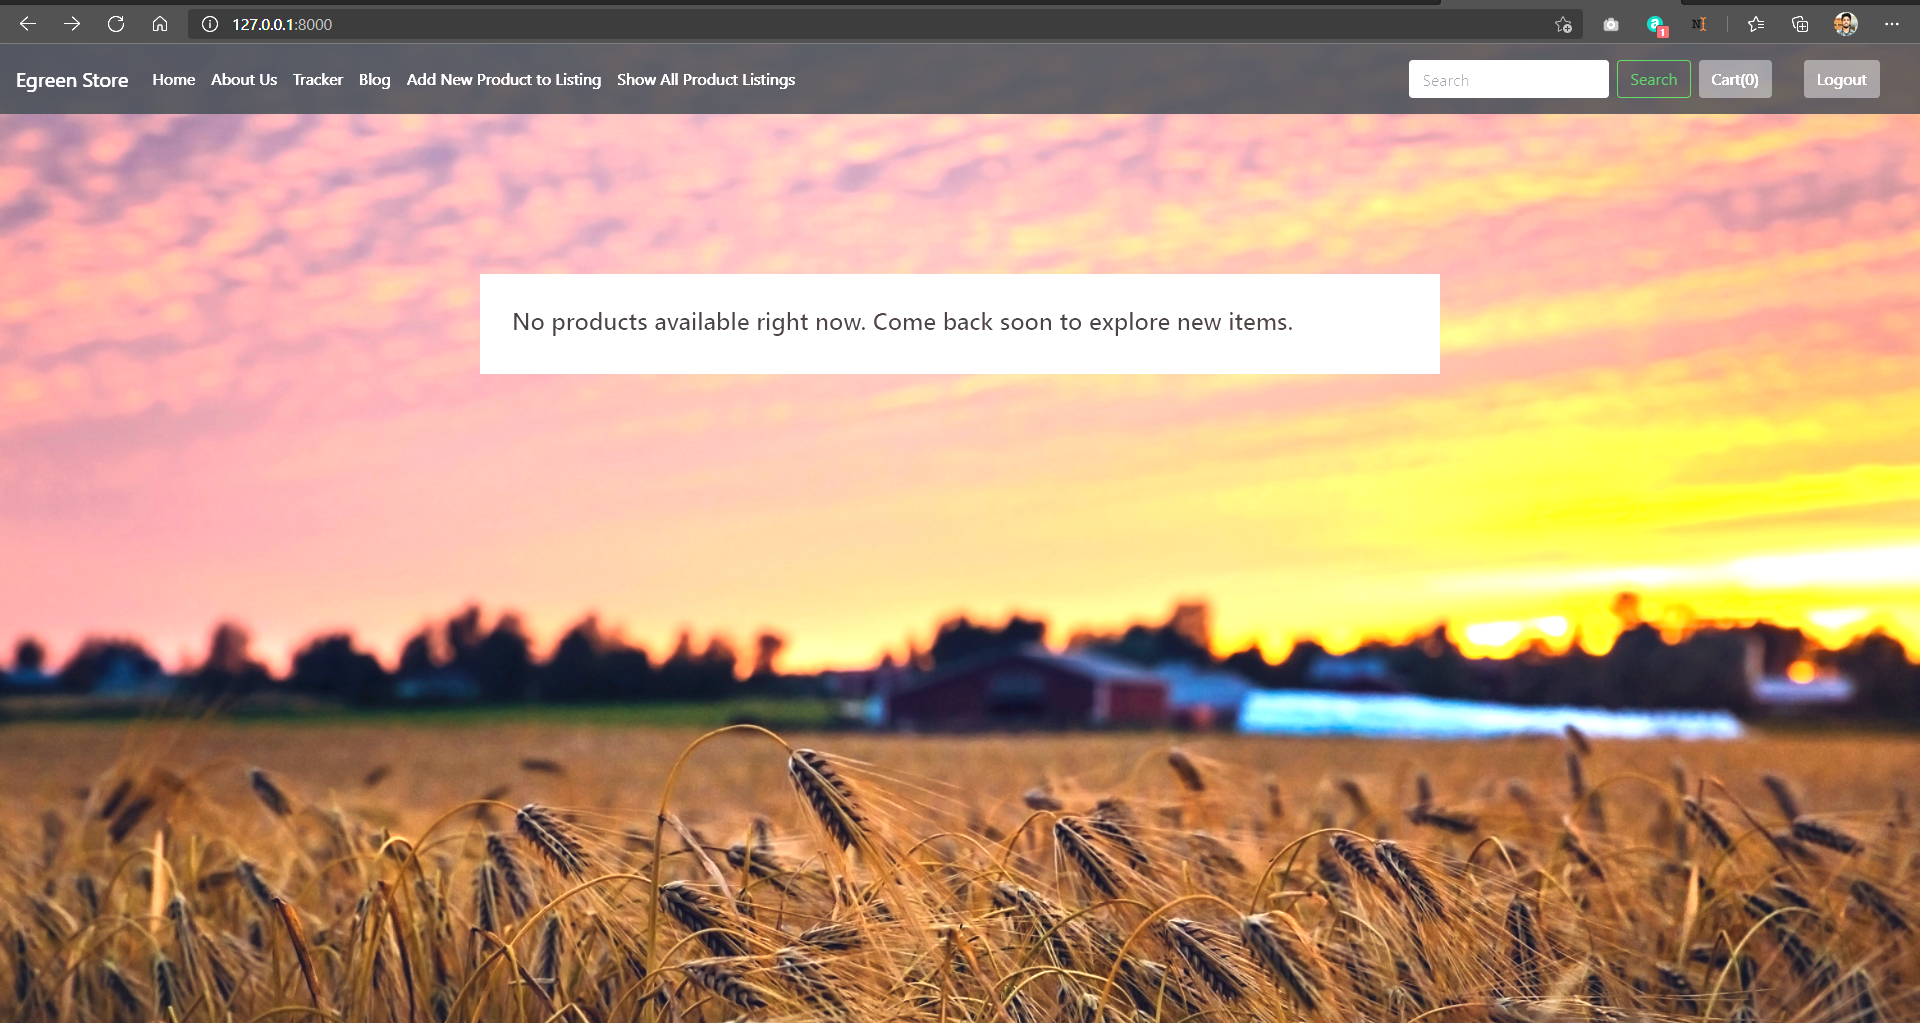 127.0.0.1:8000
1
Egreen Store Home About Us Tracker Blog Add New Product to Listing Show All Product Listings Search Search Cart(0) Logout
No products available right now. Come back soon to explore new items.